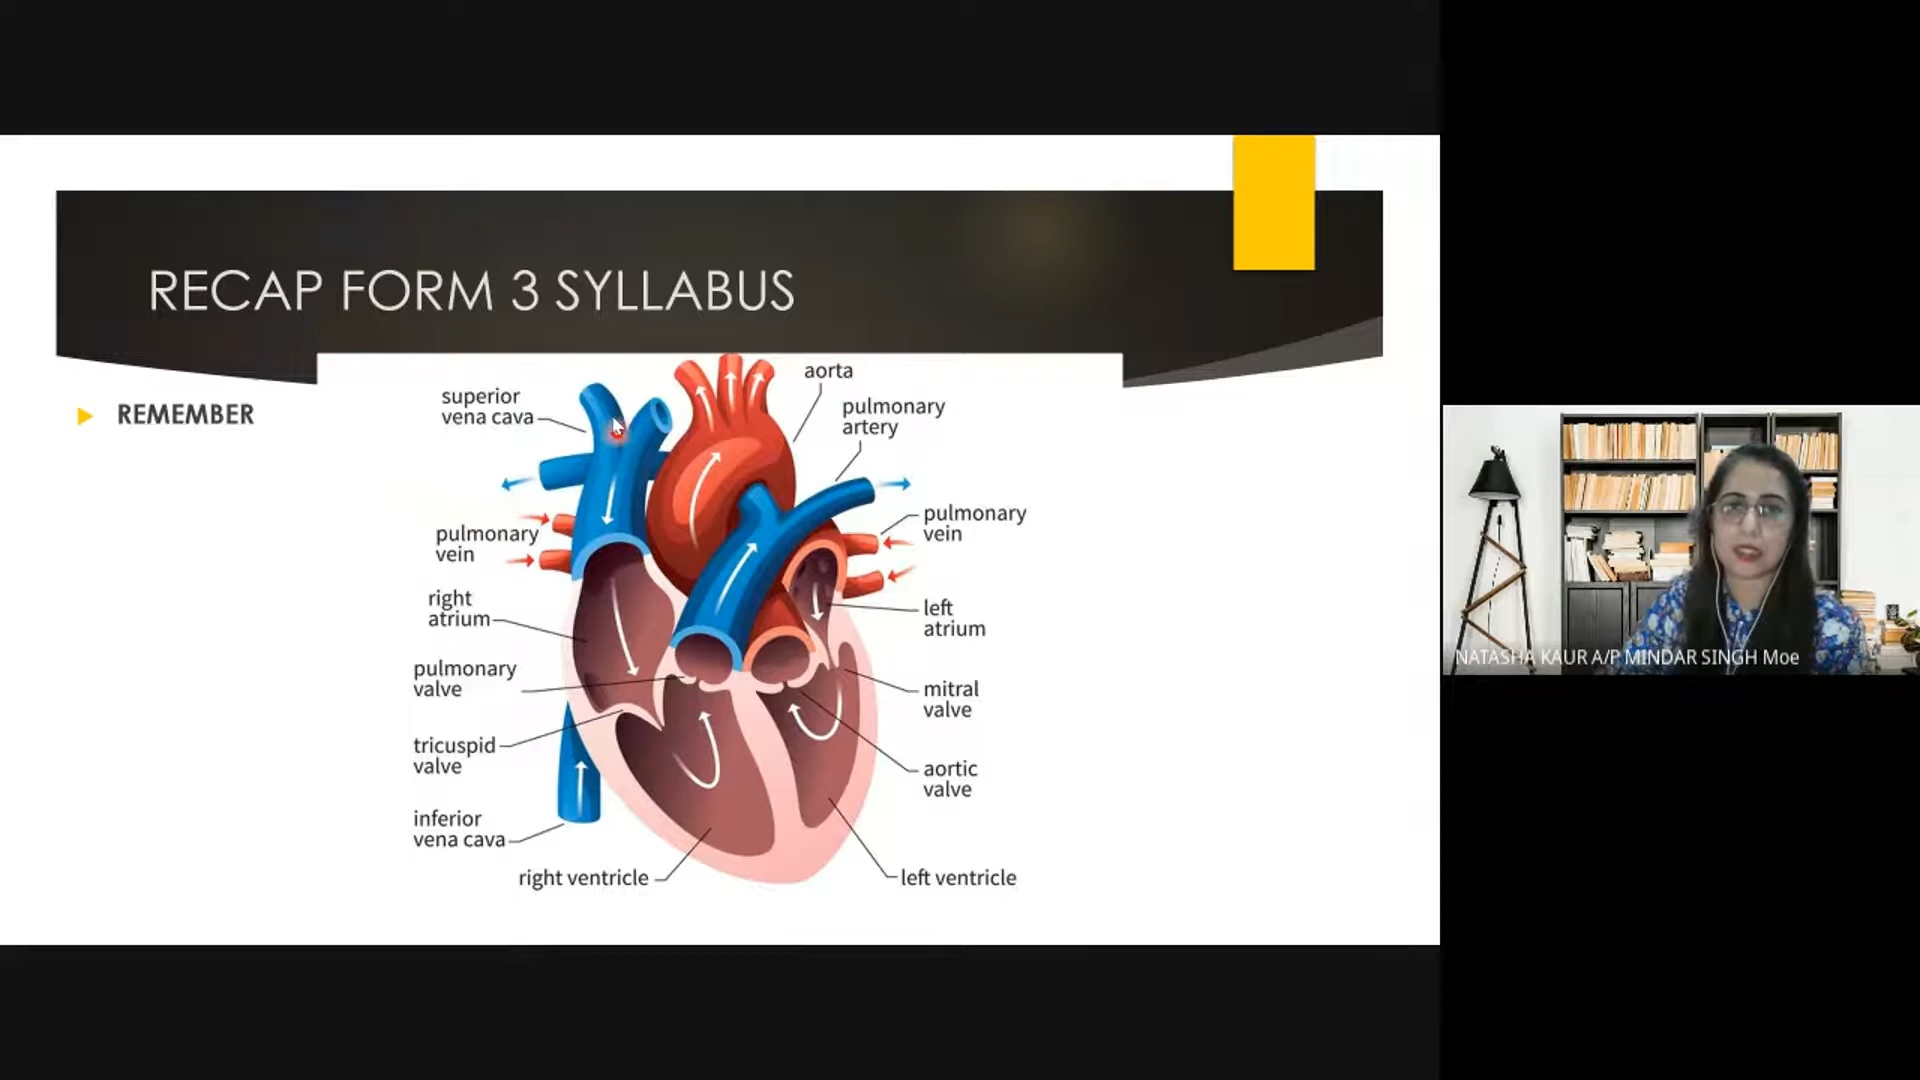 RECAP FORM 3 SYLLABUS
REMEMBER
superior
vena cava
aorta
pulmonary
artery
pulmonary
vein
pulmonary
vein
right
atrium
left
atrium
pulmonary
valve
mitral
valve
tricuspid
valve
aortic
valve
inferior
vena cava
right ventricle
left ventricle
NATASHA KAUR A/P MINDAR SINGH Moe